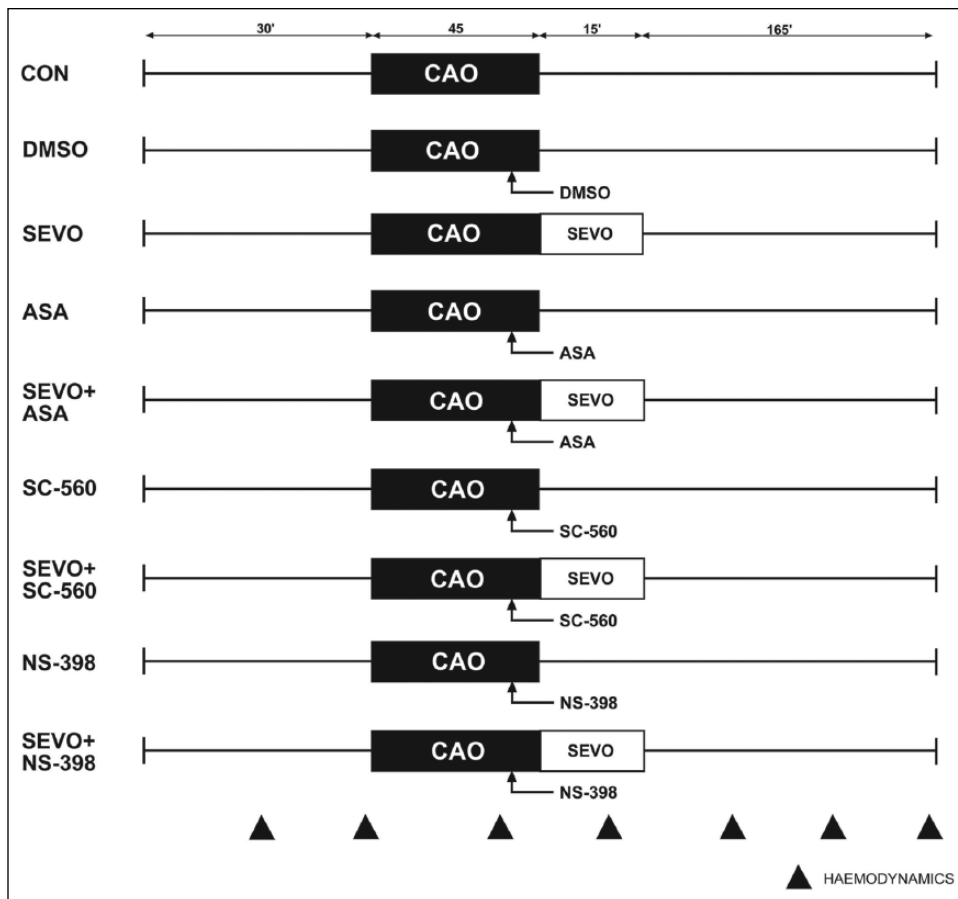 30' 45 15' 165'
CON CAO
DMSO CAO
DMSO
SEVO CAO SEVO
ASA CAO
ASA
SEVO+
ASA CAO SEVO
ASA
SC-560 CAO
SC-560
SEVO+
SC-560 CAO SEVO
SC-560
NS-398 CAO
NS-398
SEVO+
NS-398 CAO SEVO
NS-398
HAEMODYNAMICS